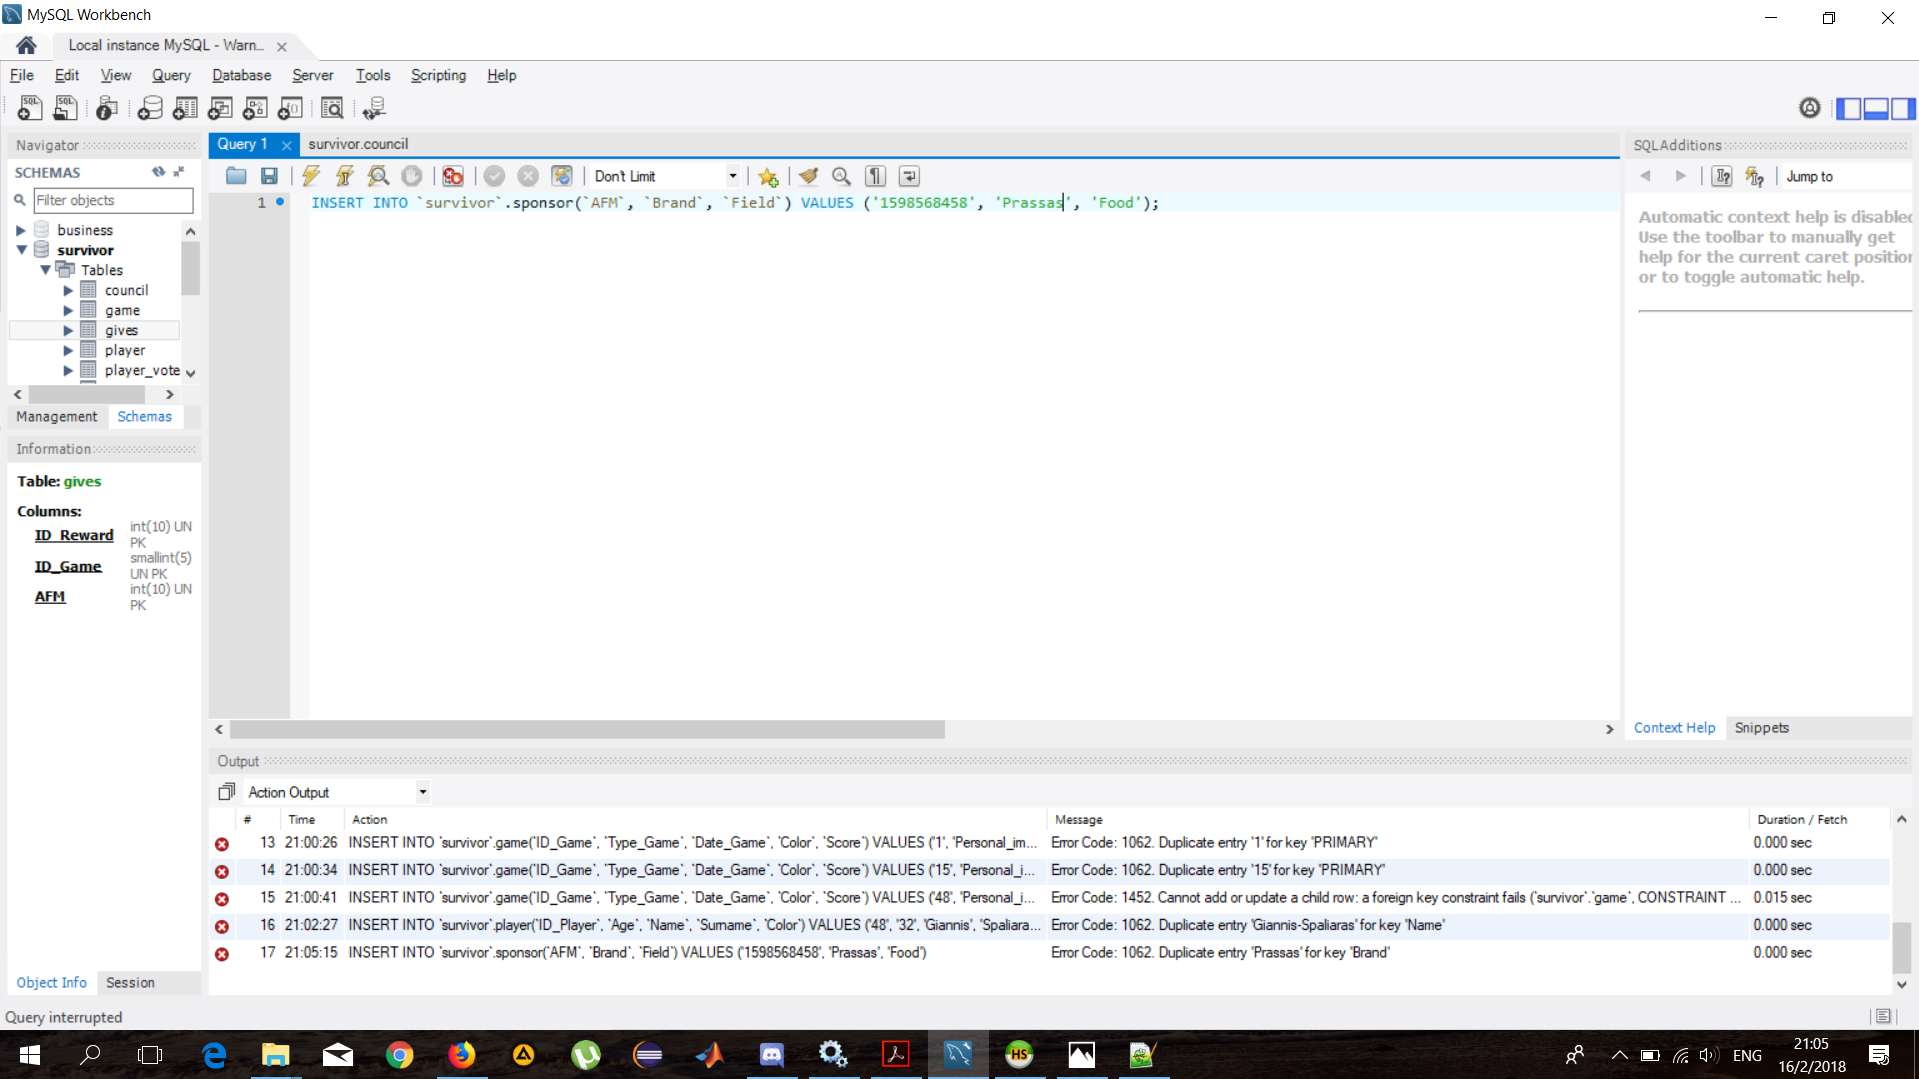 MySQL Workbench
Local instance MySQL - Warn...
File Edit View Query Database Server Tools Scripting Help
Navigator
SCHEMAS
Filter objects
business
survivor
Tables
council
game
gives
player
player_vote
Management Schemas
Information
Table: gives
Columns:
ID_Reward int(10) UN PK
ID_Game smallint(5) UN PK
AFM int(10) UN PK
Object Info Session
Query 1 survivor.council
Don't Limit
1 INSERT INTO `survivor`.sponsor(`AFM`, `Brand`, `Field`) VALUES ('1598568458', 'Prassas', 'Food');
SQLAdditions
Jump to
Automatic context help is disabled
Use the toolbar to manually get
help for the current caret position
or to toggle automatic help.
Context Help Snippets
Output
Action Output
# Time Action Message Duration / Fetch
13 21:00:26 INSERT INTO `survivor`.game(`ID_Game`, `Type_Game`, `Date_Game`, `Color`, `Score`) VALUES ('1', 'Personal_im... Error Code: 1062. Duplicate entry '1' for key 'PRIMARY' 0.000 sec
14 21:00:34 INSERT INTO `survivor`.game(`ID_Game`, `Type_Game`, `Date_Game`, `Color`, `Score`) VALUES ('15', 'Personal_i... Error Code: 1062. Duplicate entry '15' for key 'PRIMARY' 0.000 sec
15 21:00:41 INSERT INTO `survivor`.game(`ID_Game`, `Type_Game`, `Date_Game`, `Color`, `Score`) VALUES ('48', 'Personal_i... Error Code: 1452. Cannot add or update a child row: a foreign key constraint fails (`survivor`.`game`, CONSTRAINT ... 0.015 sec
16 21:02:27 INSERT INTO `survivor`.player(`ID_Player`, `Age`, `Name`, `Surname`, `Color`) VALUES ('48', '32', 'Giannis', 'Spaliara... Error Code: 1062. Duplicate entry 'Giannis-Spaliaras' for key 'Name' 0.000 sec
17 21:05:15 INSERT INTO `survivor`.sponsor(`AFM`, `Brand`, `Field`) VALUES ('1598568458', 'Prassas', 'Food') Error Code: 1062. Duplicate entry 'Prassas' for key 'Brand' 0.000 sec
Query interrupted
HS
ENG
21:05
16/2/2018